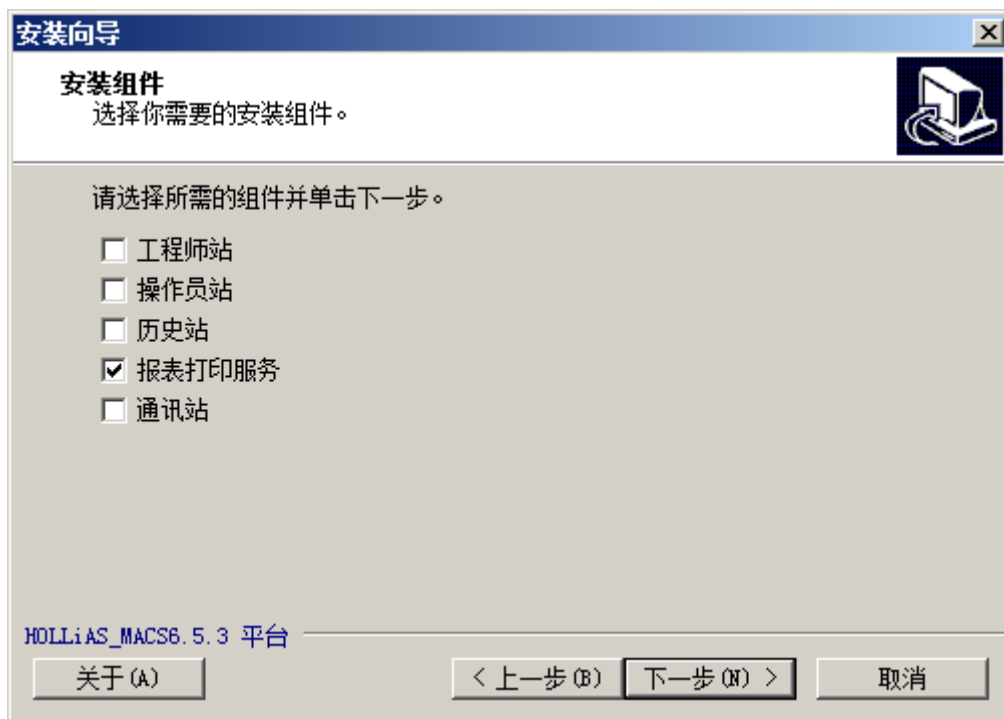 安装向导
安装组件
选择你需要的安装组件。
请选择所需的组件并单击下一步。
工程师站
操作员站
历史站
报表打印服务
通讯站
HOLLiAS_MACS6.5.3 平台
关于(A)
< 上一步(B)
下一步(N) >
取消